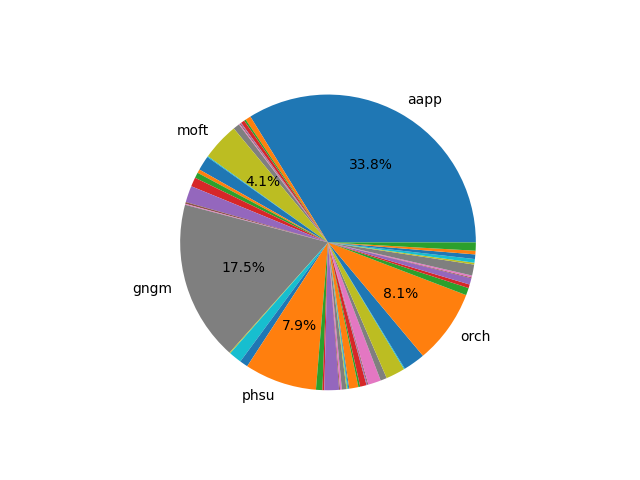 aapp
33.8%
moft
4.1%
gngm
17.5%
phsu
7.9%
orch
8.1%